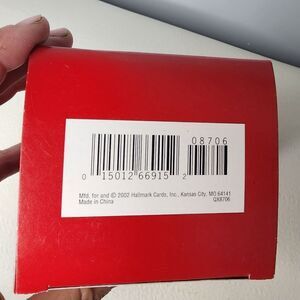 08706
0 15012 66915 2
Mfd. for and © 2002 Hallmark Cards, Inc., Kansas City, MO 64141
Made in China QX8706